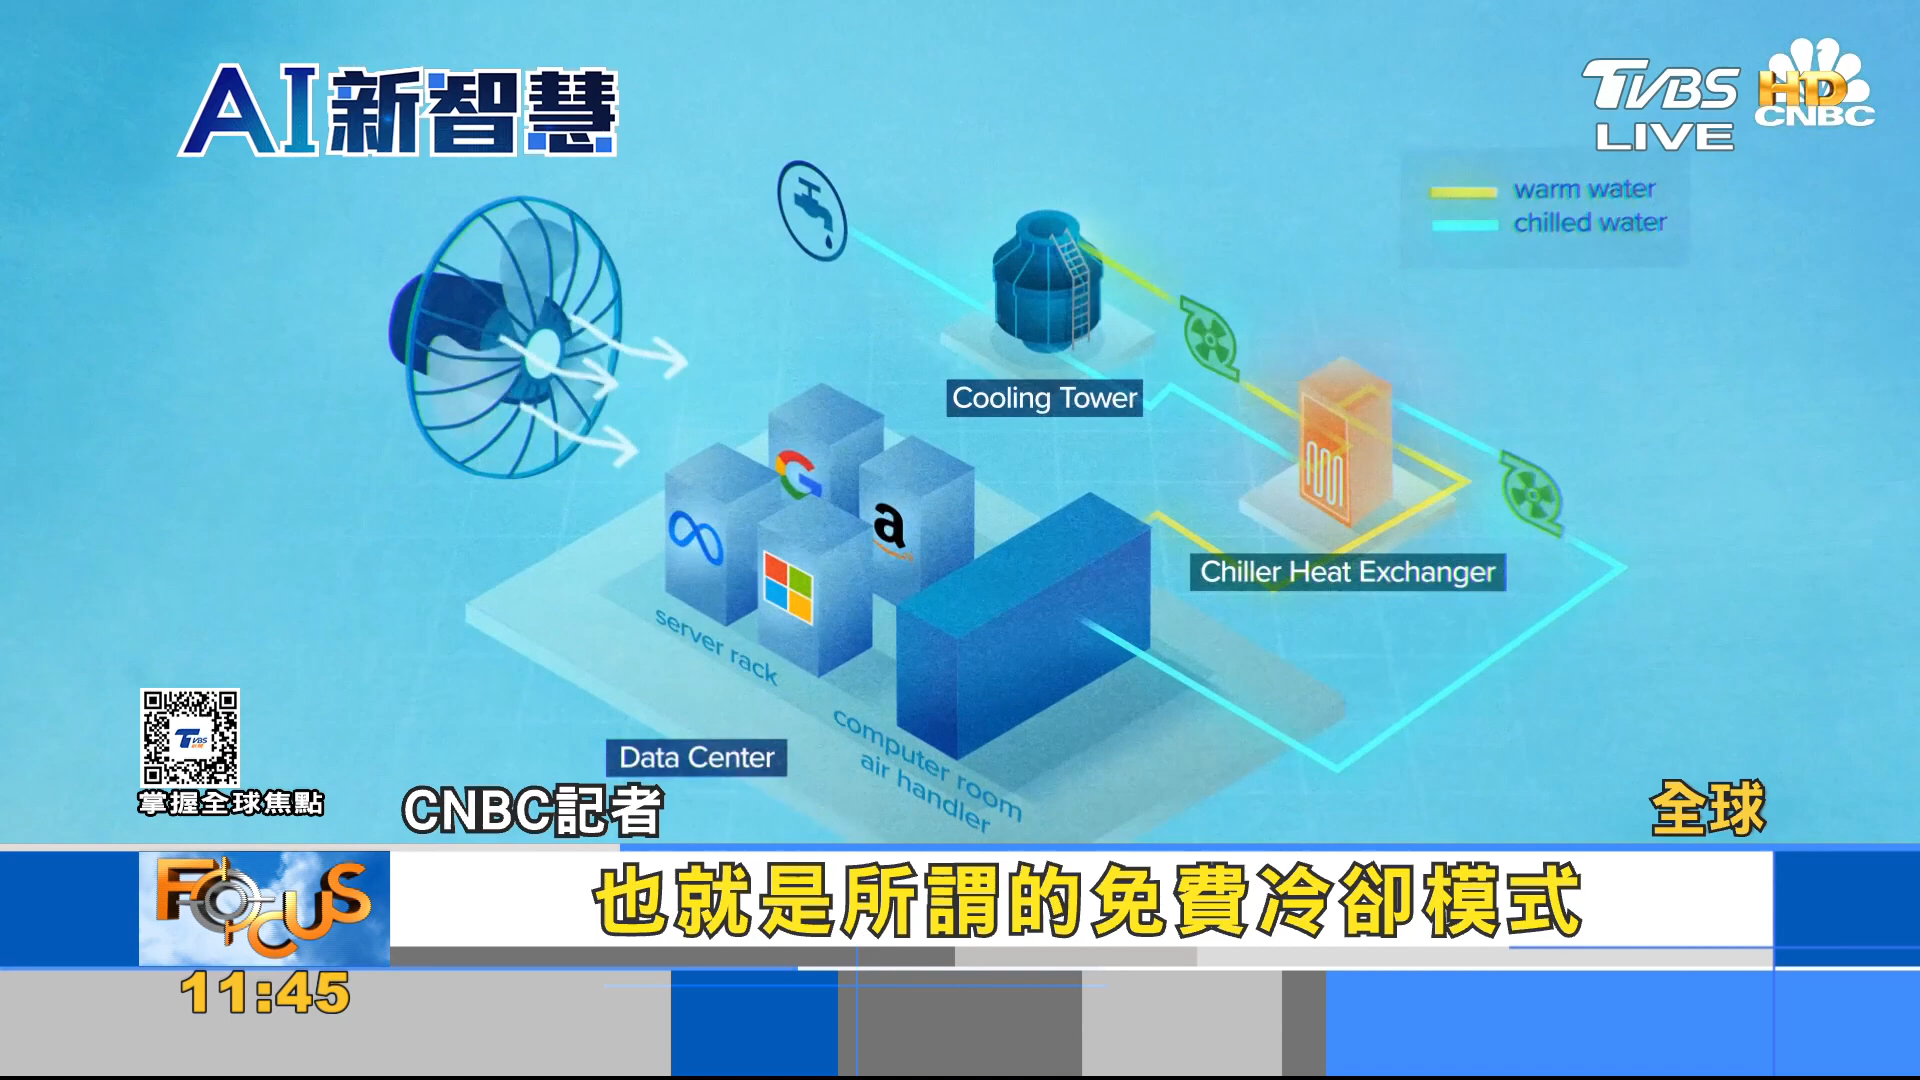 AI新智慧
TVBS
LIVE
HD
CNBC
warm water
chilled water
Cooling Tower
Chiller Heat Exchanger
G
a
server rack
computer room
air handler
Data Center
TVBS
掌握全球焦點
CNBC記者
全球
FOCUS
也就是所謂的免費冷卻模式
11:45